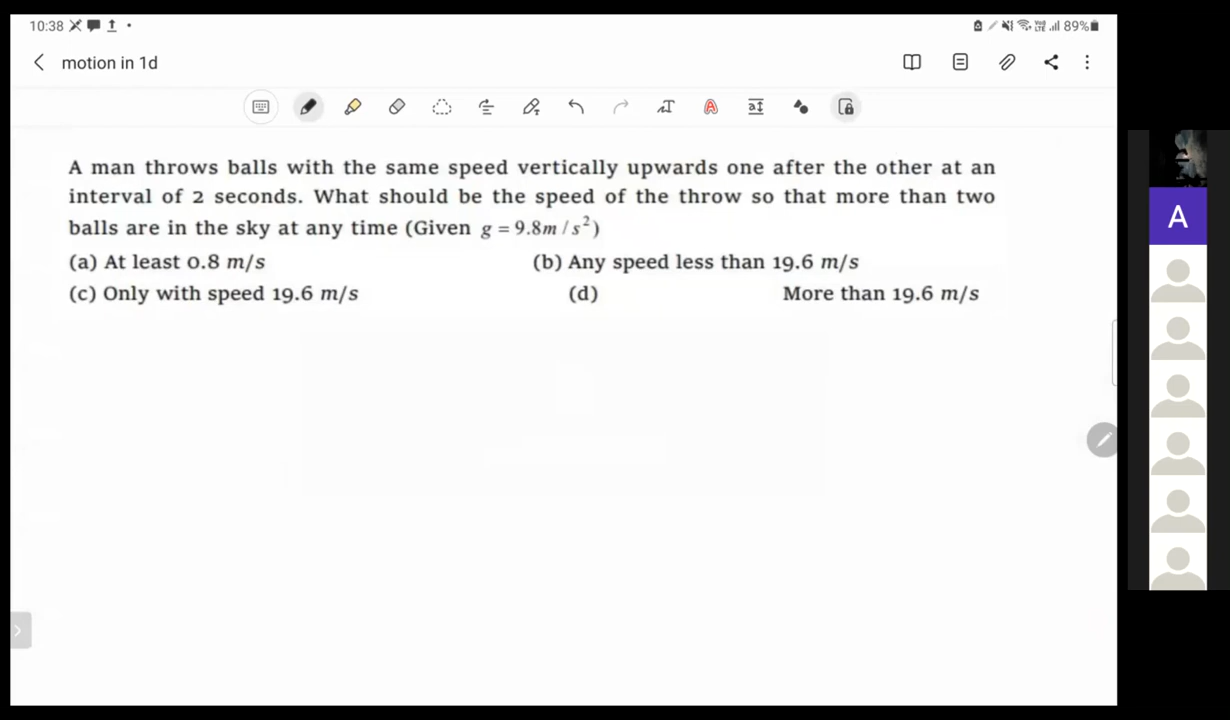 10:38 89%
motion in 1d
A man throws balls with the same speed vertically upwards one after the other at an
interval of 2 seconds. What should be the speed of the throw so that more than two
balls are in the sky at any time (Given g = 9.8m / s²)
(a) At least 0.8 m/s (b) Any speed less than 19.6 m/s
(c) Only with speed 19.6 m/s (d) More than 19.6 m/s
A